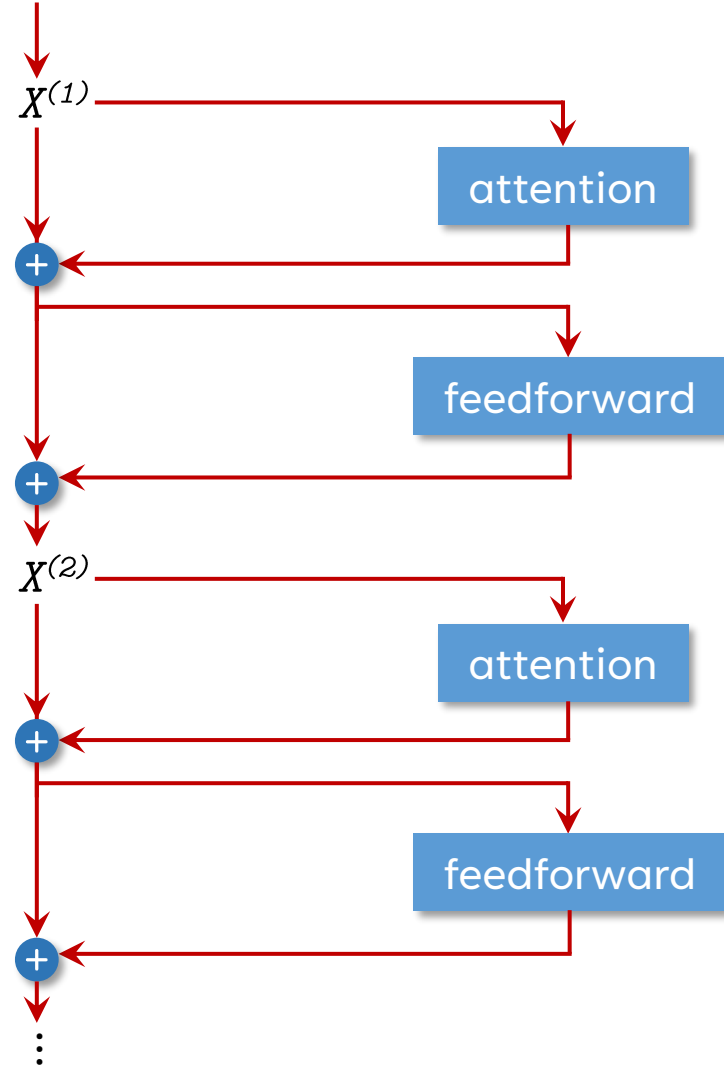 X^(1)
attention
+
feedforward
+
X^(2)
attention
+
feedforward
+
⋮